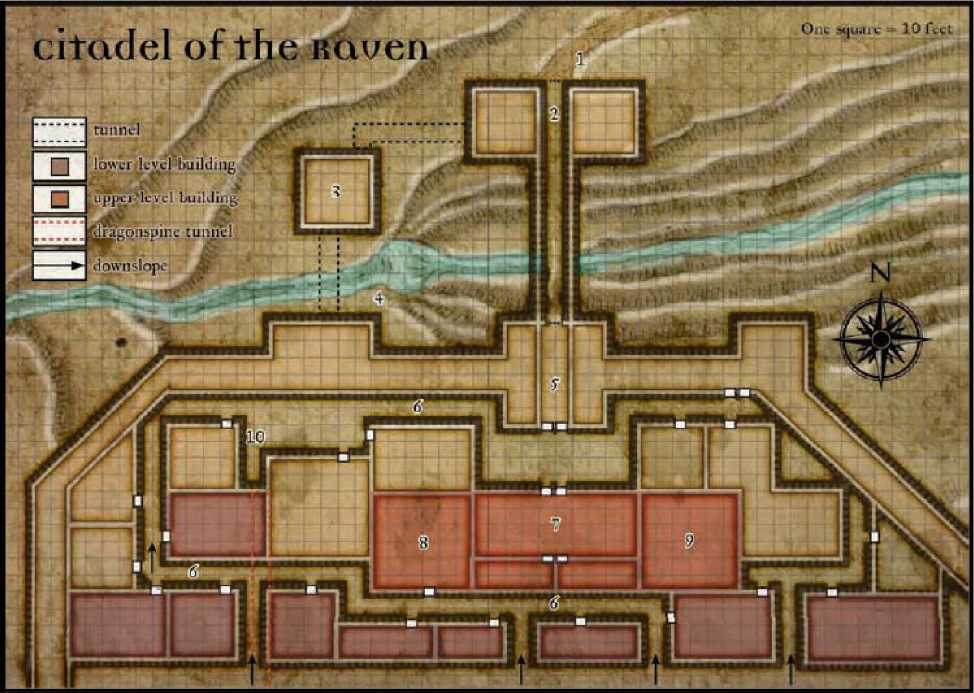 citadel of the Raven
One square = 10 feet
1
2
tunnel
lower level building
upper level building
3
dragonspine tunnel
downslope
N
4
5
6
10
7
8
9
6
6